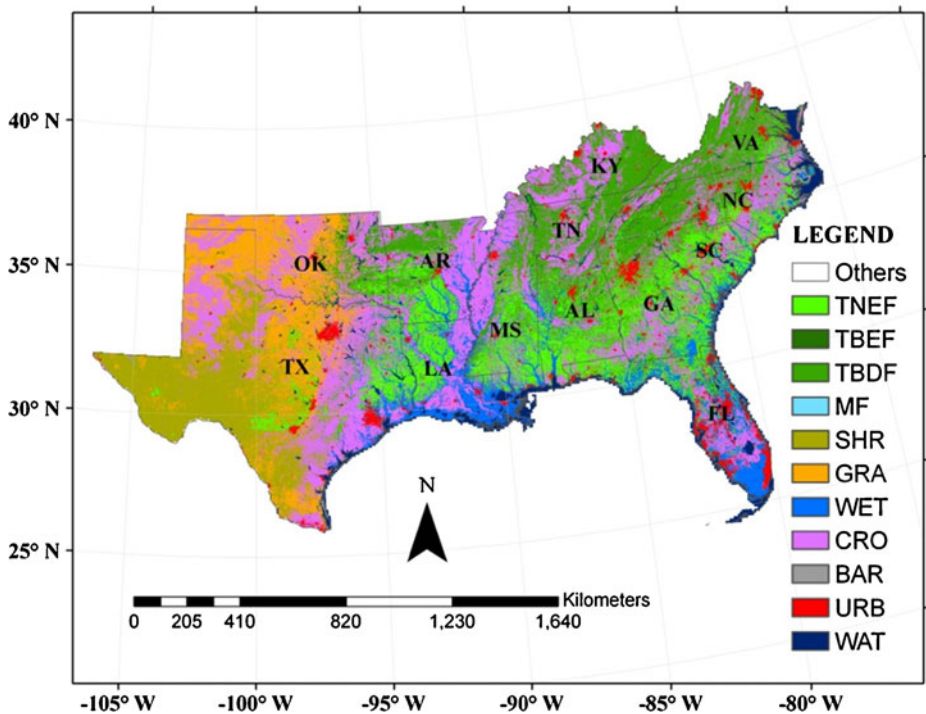 40° N
35° N
30° N
25° N
VA
KY
NC
TN
SC
OK
AR
GA
AL
MS
TX
LA
FL
LEGEND
Others
TNEF
TBEF
TBDF
MF
SHR
GRA
WET
CRO
BAR
URB
WAT
N
Kilometers
0 205 410 820 1,230 1,640
-105° W -100° W -95° W -90° W -85° W -80° W